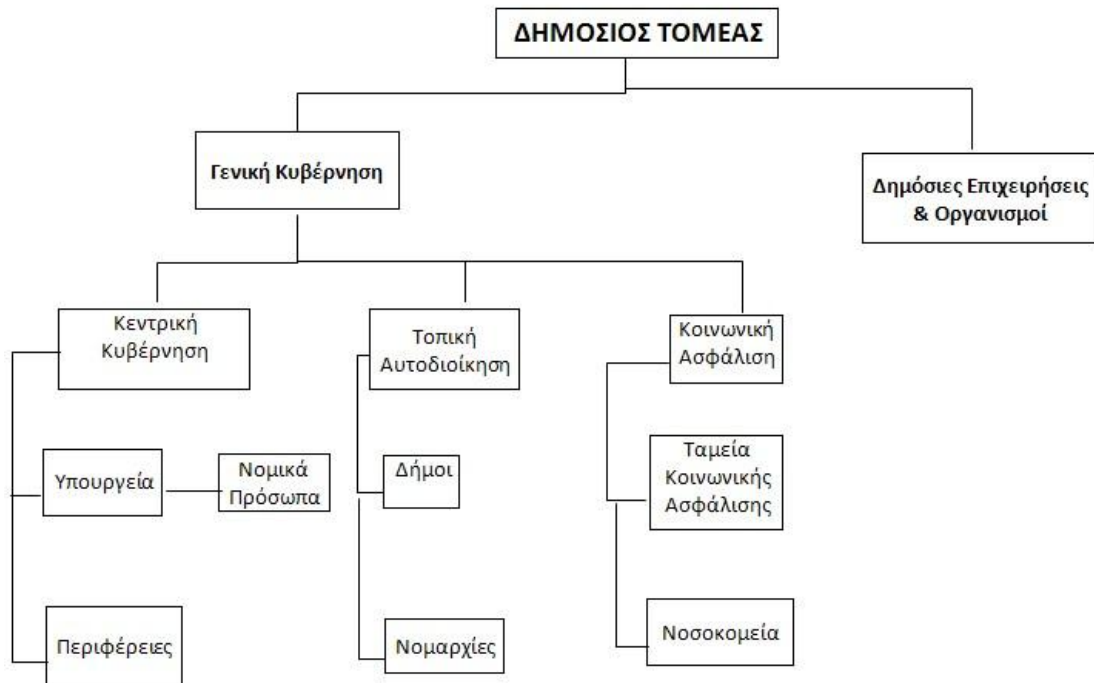 ΔΗΜΟΣΙΟΣ ΤΟΜΕΑΣ
Γενική Κυβέρνηση
Δημόσιες Επιχειρήσεις
& Οργανισμοί
Κεντρική
Κυβέρνηση
Τοπική
Αυτοδιοίκηση
Κοινωνική
Ασφάλιση
Υπουργεία
Νομικά
Πρόσωπα
Δήμοι
Ταμεία
Κοινωνικής
Ασφάλισης
Περιφέρειες
Νομαρχίες
Νοσοκομεία